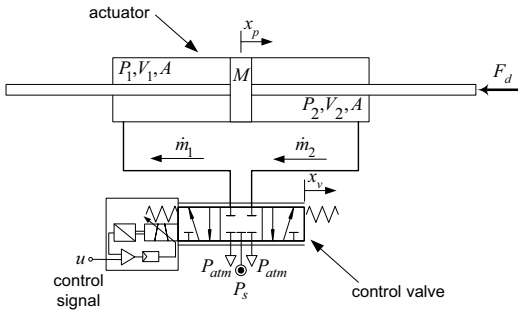 actuator
x_p
P_1, V_1, A
M
P_2, V_2, A
F_d
ṁ_1
ṁ_2
x_v
u
control
signal
P_atm
P_atm
P_s
control valve